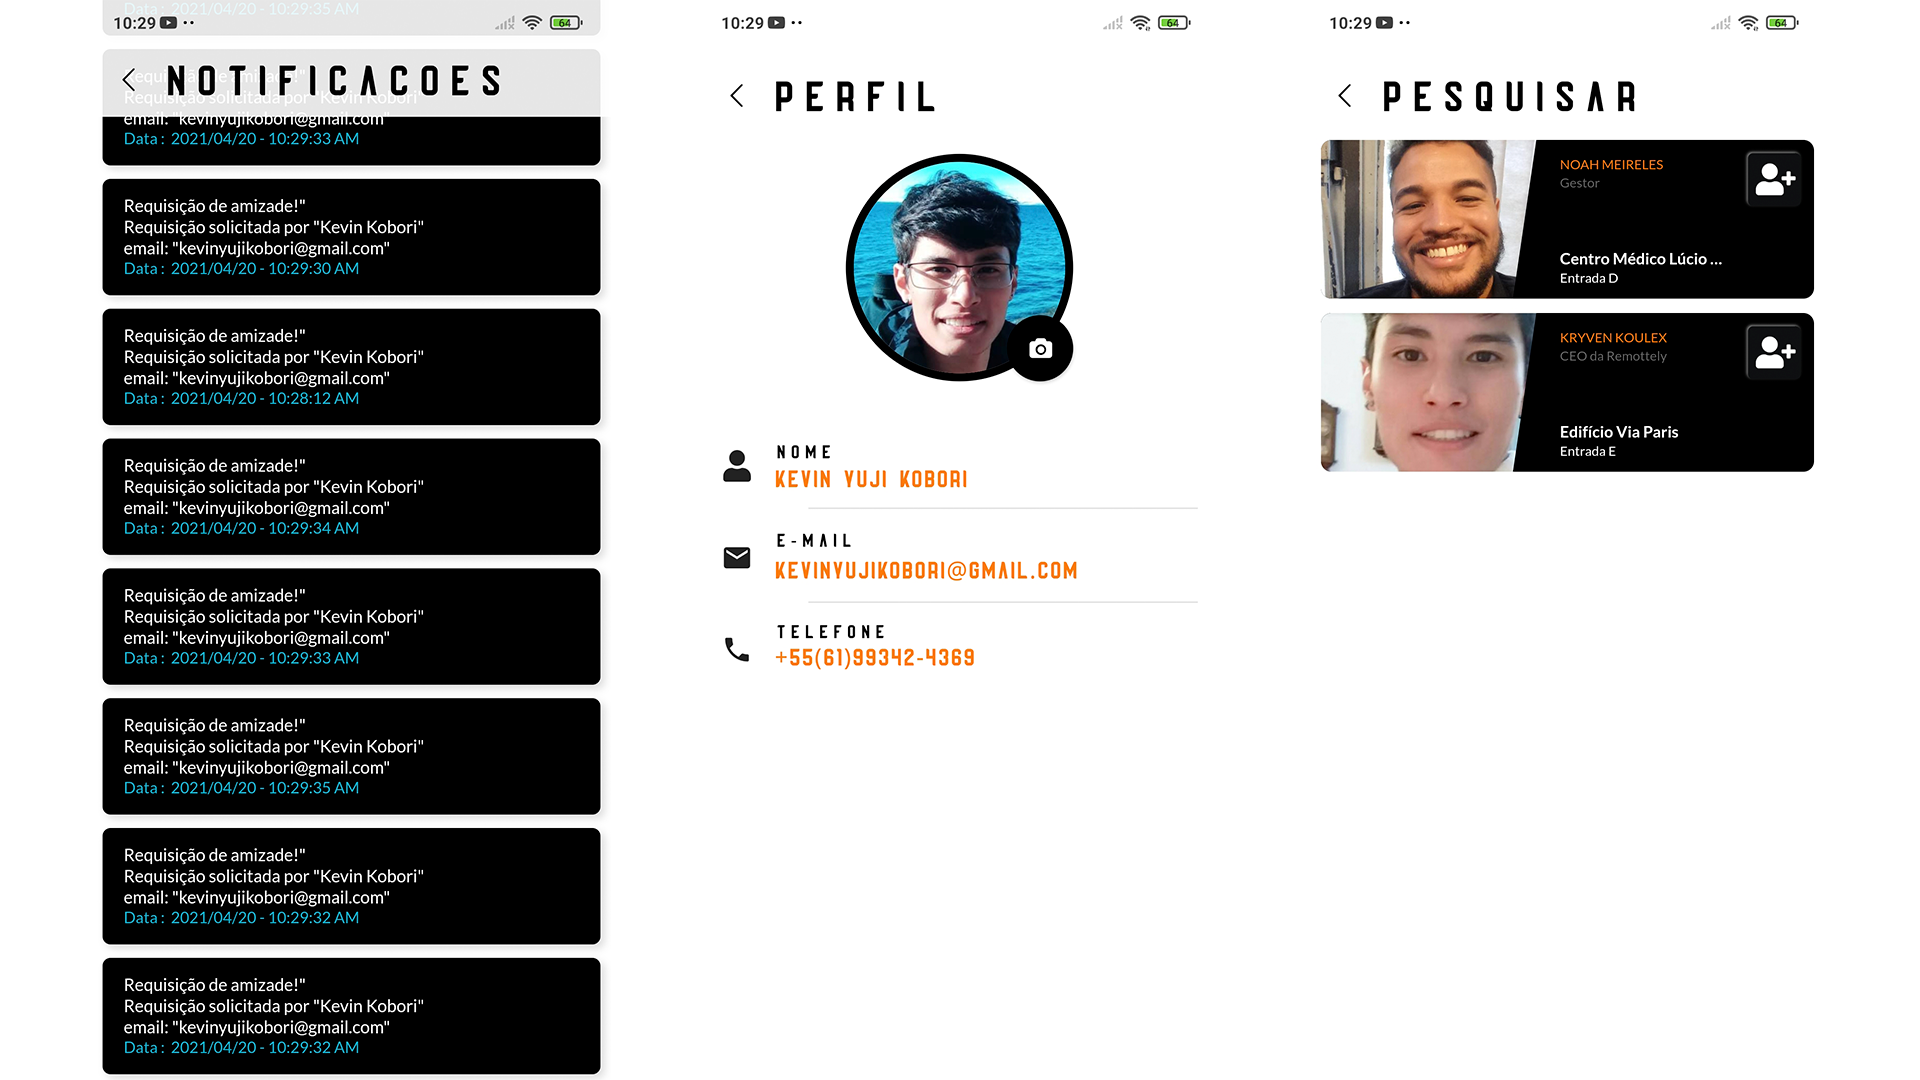 Data : 2021/04/20 - 10:29:35 AM
10:29
64
Requisição de amizade!"
NOTIFICACOES
Requisição solicitada por "Kevin Kobori"
email: "kevinyujikobori@gmail.com"
Data : 2021/04/20 - 10:29:33 AM
Requisição de amizade!"
Requisição solicitada por "Kevin Kobori"
email: "kevinyujikobori@gmail.com"
Data : 2021/04/20 - 10:29:30 AM
Requisição de amizade!"
Requisição solicitada por "Kevin Kobori"
email: "kevinyujikobori@gmail.com"
Data : 2021/04/20 - 10:28:12 AM
Requisição de amizade!"
Requisição solicitada por "Kevin Kobori"
email: "kevinyujikobori@gmail.com"
Data : 2021/04/20 - 10:29:34 AM
Requisição de amizade!"
Requisição solicitada por "Kevin Kobori"
email: "kevinyujikobori@gmail.com"
Data : 2021/04/20 - 10:29:33 AM
Requisição de amizade!"
Requisição solicitada por "Kevin Kobori"
email: "kevinyujikobori@gmail.com"
Data : 2021/04/20 - 10:29:35 AM
Requisição de amizade!"
Requisição solicitada por "Kevin Kobori"
email: "kevinyujikobori@gmail.com"
Data : 2021/04/20 - 10:29:32 AM
Requisição de amizade!"
Requisição solicitada por "Kevin Kobori"
email: "kevinyujikobori@gmail.com"
Data : 2021/04/20 - 10:29:32 AM
10:29
64
PERFIL
NOME
KEVIN YUJI KOBORI
E-MAIL
KEVINYUJIKOBORI@GMAIL.COM
TELEFONE
+55(61)99342-4369
10:29
64
PESQUISAR
NOAH MEIRELES
Gestor
Centro Médico Lúcio ...
Entrada D
KRYVEN KOULEX
CEO da Remottely
Edifício Via Paris
Entrada E